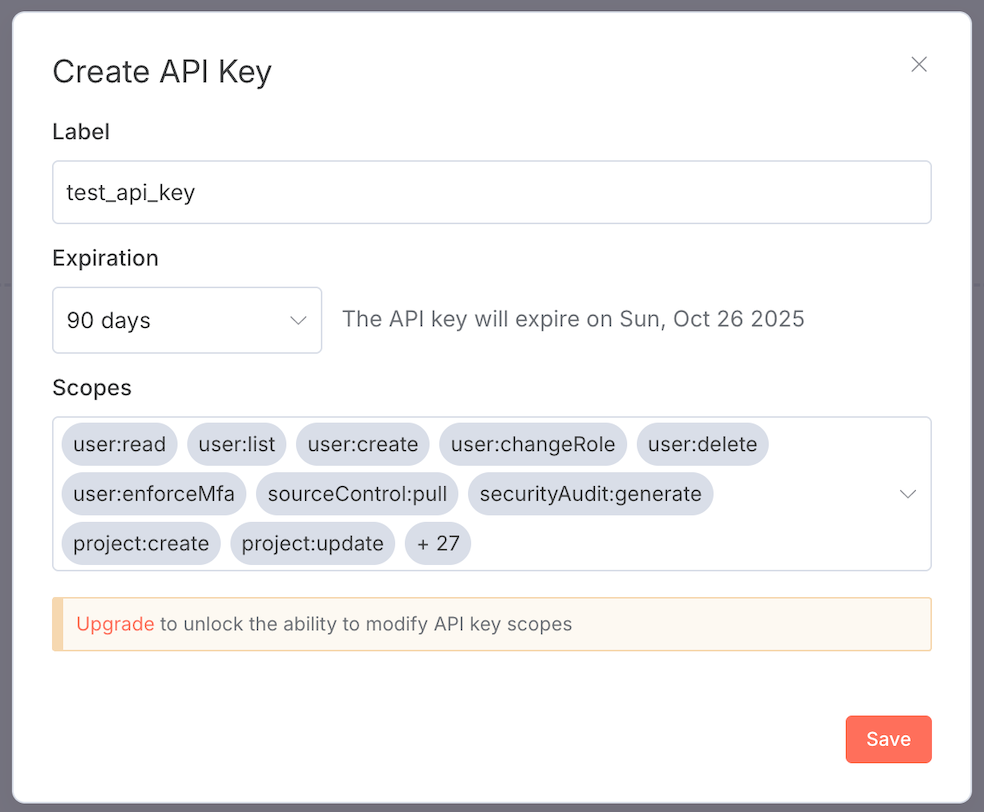 Create API Key
Label
test_api_key
Expiration
90 days The API key will expire on Sun, Oct 26 2025
Scopes
user:read user:list user:create user:changeRole user:delete
user:enforceMfa sourceControl:pull securityAudit:generate
project:create project:update + 27
Upgrade to unlock the ability to modify API key scopes
Save